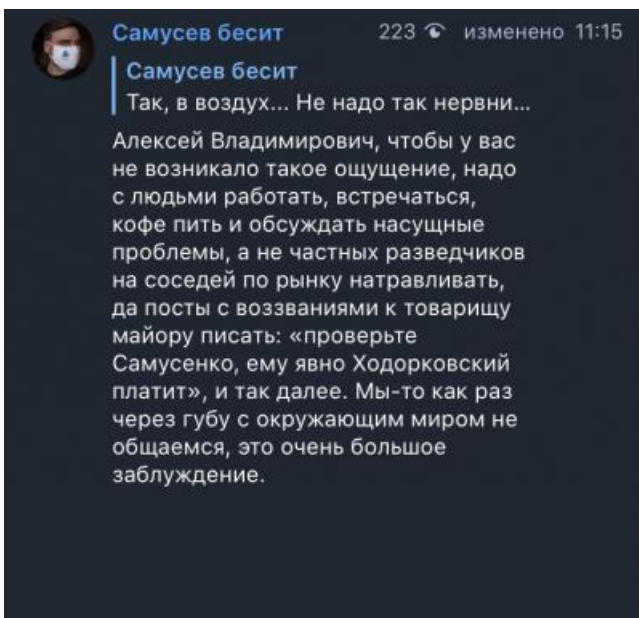 Самусев бесит 223 изменено 11:15
Самусев бесит
Так, в воздух... Не надо так нервни...
Алексей Владимирович, чтобы у вас
не возникало такое ощущение, надо
с людьми работать, встречаться,
кофе пить и обсуждать насущные
проблемы, а не частных разведчиков
на соседей по рынку натравливать,
да посты с воззваниями к товарищу
майору писать: «проверьте
Самусенко, ему явно Ходорковский
платит», и так далее. Мы-то как раз
через губу с окружающим миром не
общаемся, это очень большое
заблуждение.